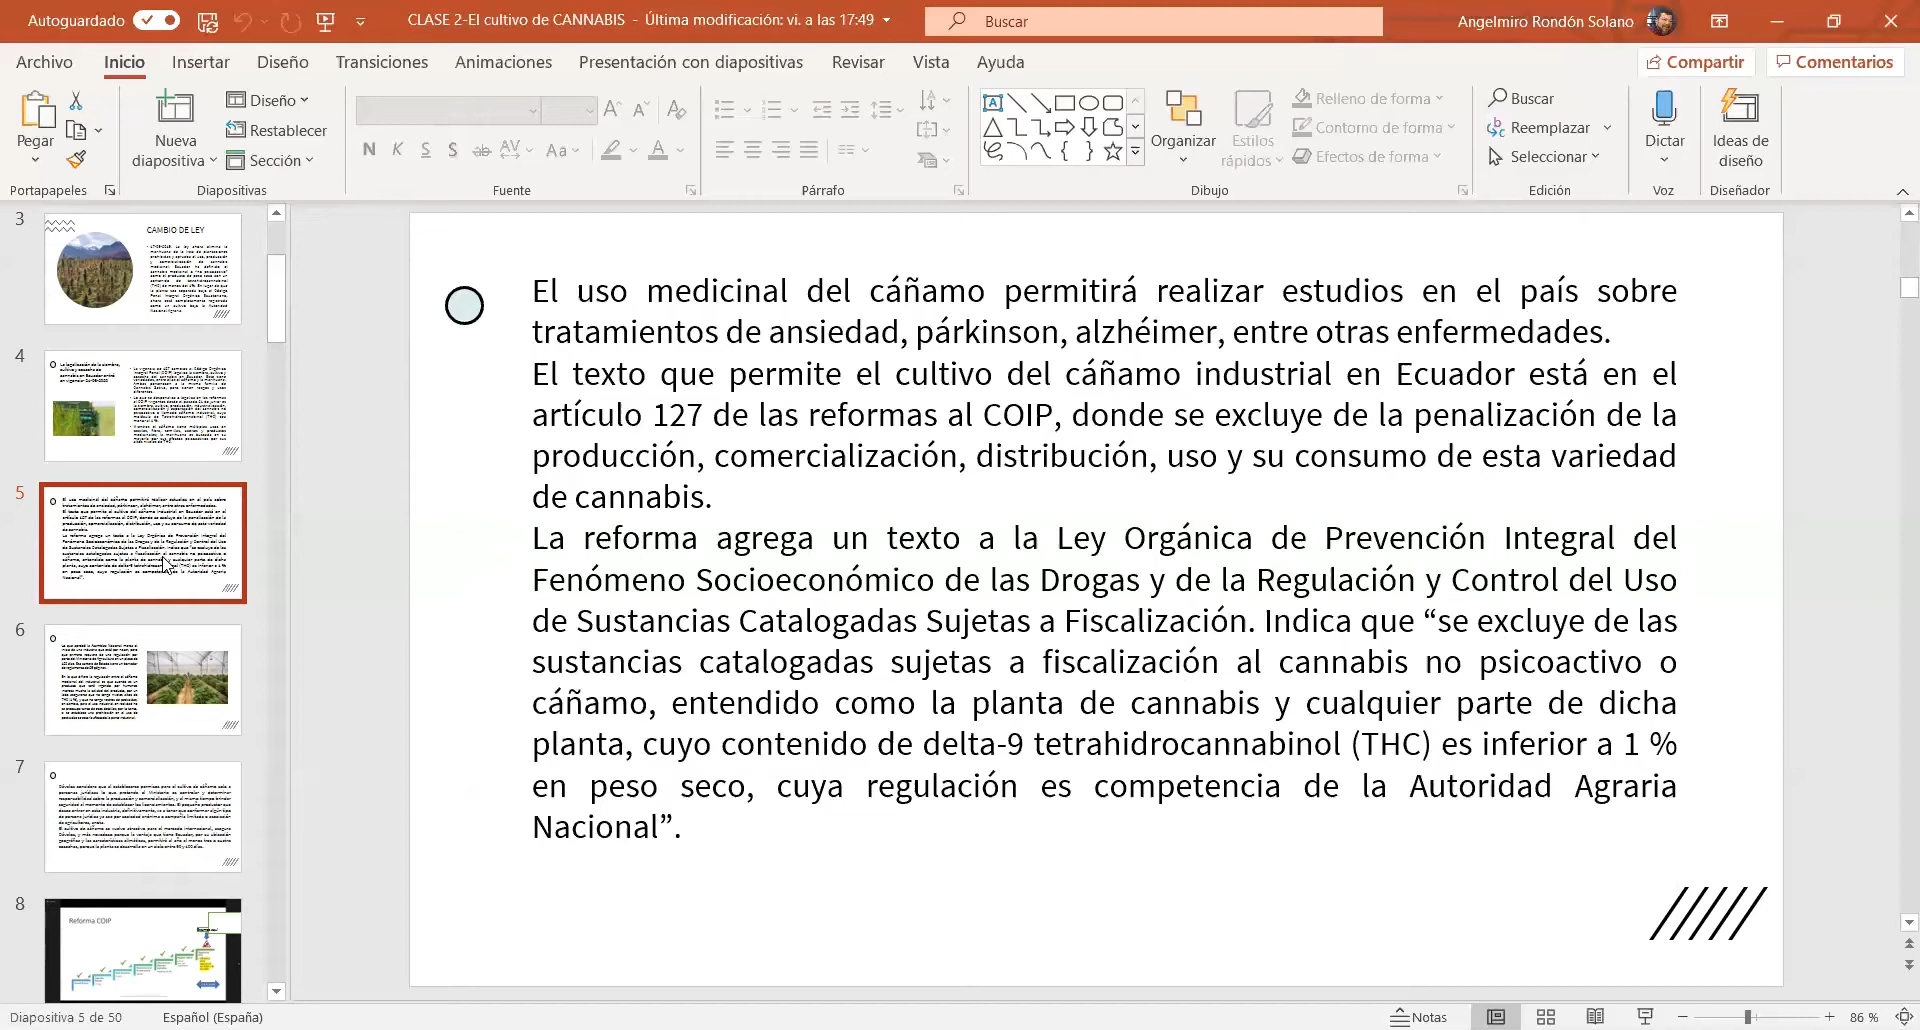 Autoguardado
CLASE 2-El cultivo de CANNABIS - Última modificación: vi. a las 17:49
Buscar
Angelmiro Rondón Solano
Archivo Inicio Insertar Diseño Transiciones Animaciones Presentación con diapositivas Revisar Vista Ayuda
Compartir Comentarios
Pegar
Nueva diapositiva
Diseño
Restablecer
Sección
N K S S ab AV Aa A
Organizar
Estilos rápidos
Relleno de forma
Contorno de forma
Efectos de forma
Buscar
Reemplazar
Seleccionar
Dictar
Ideas de diseño
Portapapeles Diapositivas Fuente Párrafo Dibujo Edición Voz Diseñador
3
CAMBIO DE LEY
4
5
6
7
8
Reforma COIP
El uso medicinal del cáñamo permitirá realizar estudios en el país sobre
tratamientos de ansiedad, párkinson, alzhéimer, entre otras enfermedades.
El texto que permite el cultivo del cáñamo industrial en Ecuador está en el
artículo 127 de las reformas al COIP, donde se excluye de la penalización de la
producción, comercialización, distribución, uso y su consumo de esta variedad
de cannabis.
La reforma agrega un texto a la Ley Orgánica de Prevención Integral del
Fenómeno Socioeconómico de las Drogas y de la Regulación y Control del Uso
de Sustancias Catalogadas Sujetas a Fiscalización. Indica que “se excluye de las
sustancias catalogadas sujetas a fiscalización al cannabis no psicoactivo o
cáñamo, entendido como la planta de cannabis y cualquier parte de dicha
planta, cuyo contenido de delta-9 tetrahidrocannabinol (THC) es inferior a 1 %
en peso seco, cuya regulación es competencia de la Autoridad Agraria
Nacional”.
Diapositiva 5 de 50
Español (España)
Notas
86 %